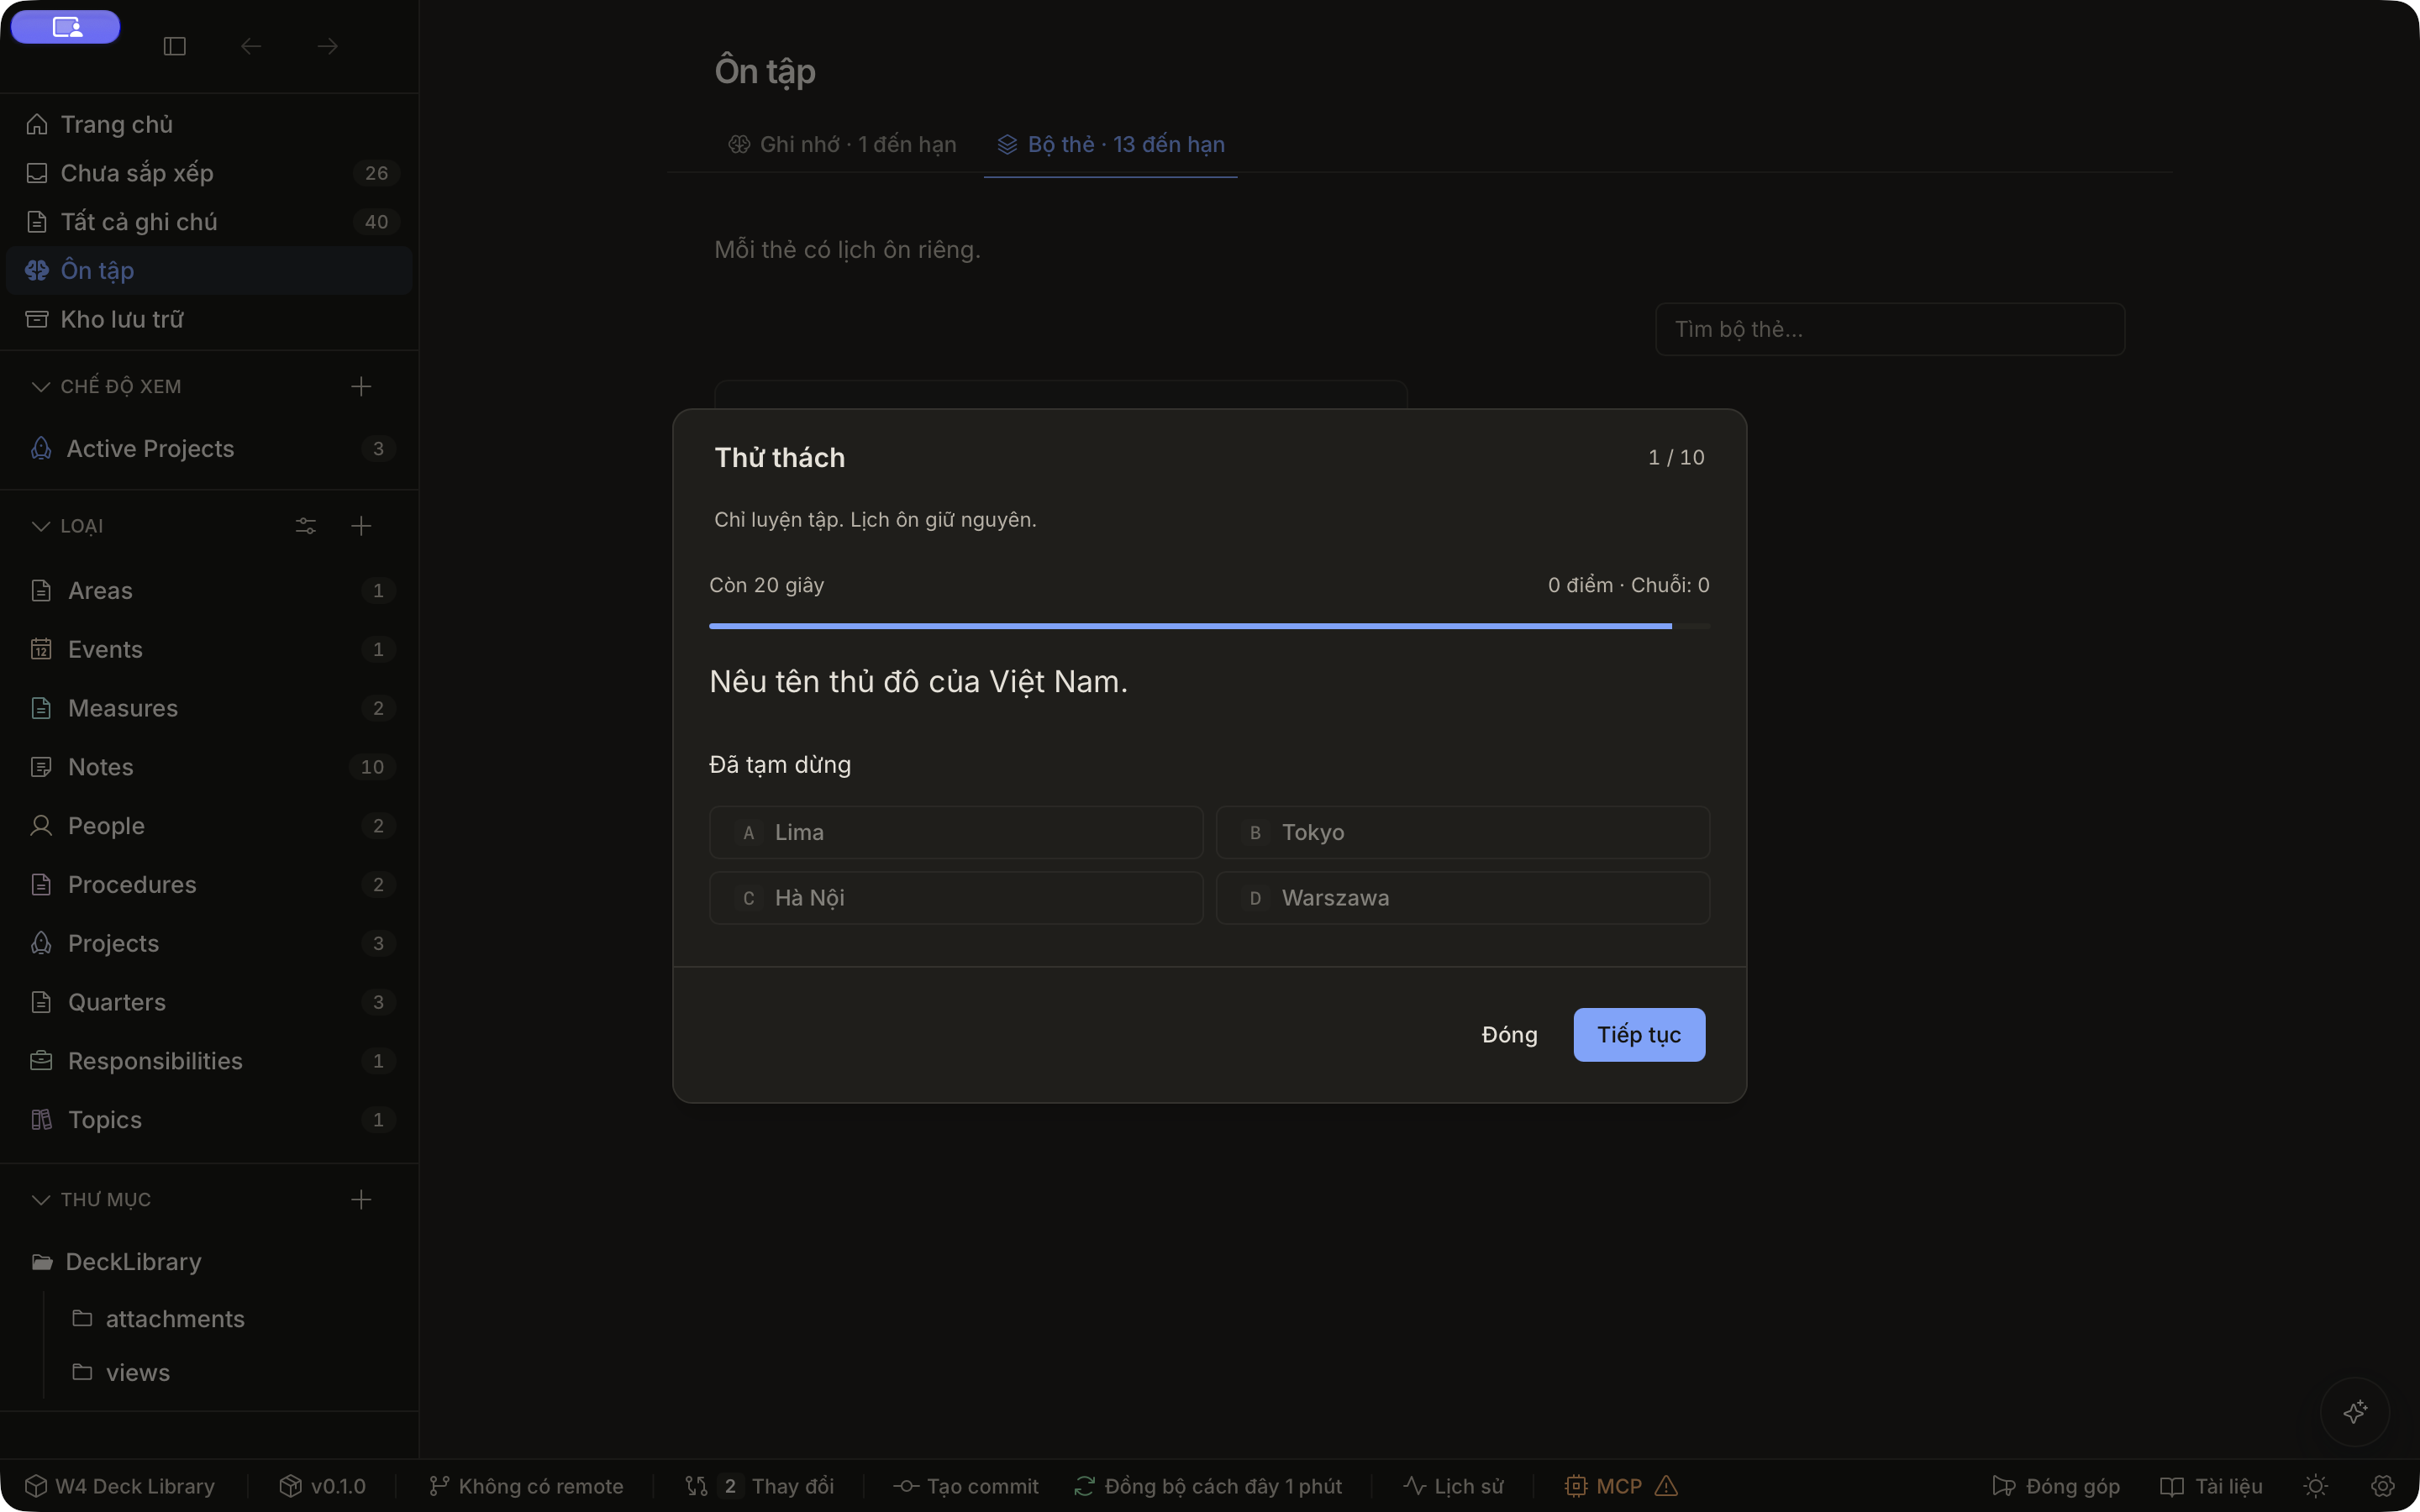 Trang chủ
Chưa sắp xếp 26
Tất cả ghi chú 40
Ôn tập
Kho lưu trữ
CHẾ ĐỘ XEM
Active Projects 3
LOẠI
Areas 1
Events 1
12
Measures 2
Notes 10
People 2
Procedures 2
Projects 3
Quarters 3
Responsibilities 1
Topics 1
THƯ MỤC
DeckLibrary
attachments
views
Ôn tập
Ghi nhớ · 1 đến hạn
Bộ thẻ · 13 đến hạn
Mỗi thẻ có lịch ôn riêng.
Tìm bộ thẻ...
Thử thách 1 / 10
Chỉ luyện tập. Lịch ôn giữ nguyên.
Còn 20 giây 0 điểm · Chuỗi: 0
Nêu tên thủ đô của Việt Nam.
Đã tạm dừng
A Lima
B Tokyo
C Hà Nội
D Warszawa
Đóng Tiếp tục
W4 Deck Library v0.1.0 Không có remote 2 Thay đổi Tạo commit Đồng bộ cách đây 1 phút Lịch sử MCP Đóng góp Tài liệu